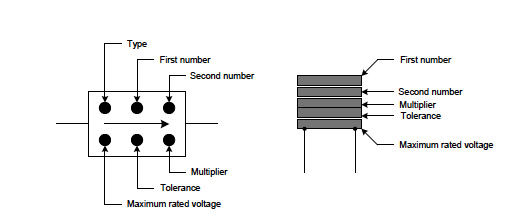 Type
First number
Second number
Multiplier
Tolerance
Maximum rated voltage
First number
Second number
Multiplier
Tolerance
Maximum rated voltage